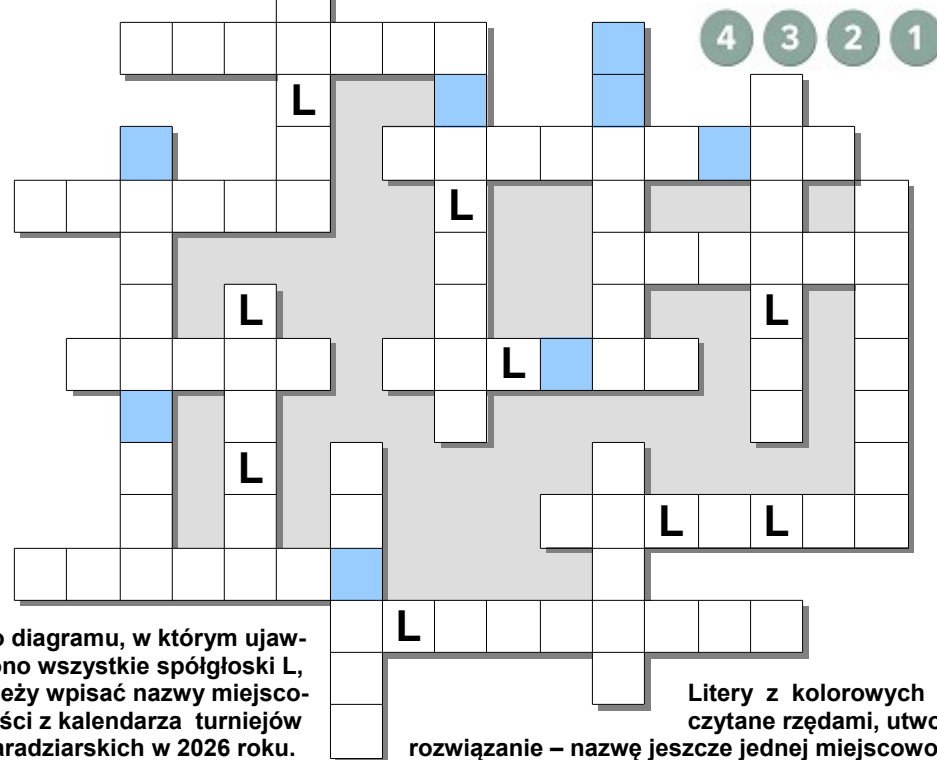 4 3 2 1
L
L
L L
L
L
L L
L
o diagramu, w którym ujaw-
no wszystkie spółgłoski L,
eży wpisać nazwy miejsco-
ści z kalendarza turniejów
aradziarskich w 2026 roku.
Litery z kolorowych
czytane rzędami, utwo
rozwiązanie – nazwę jeszcze jednej miejscowo